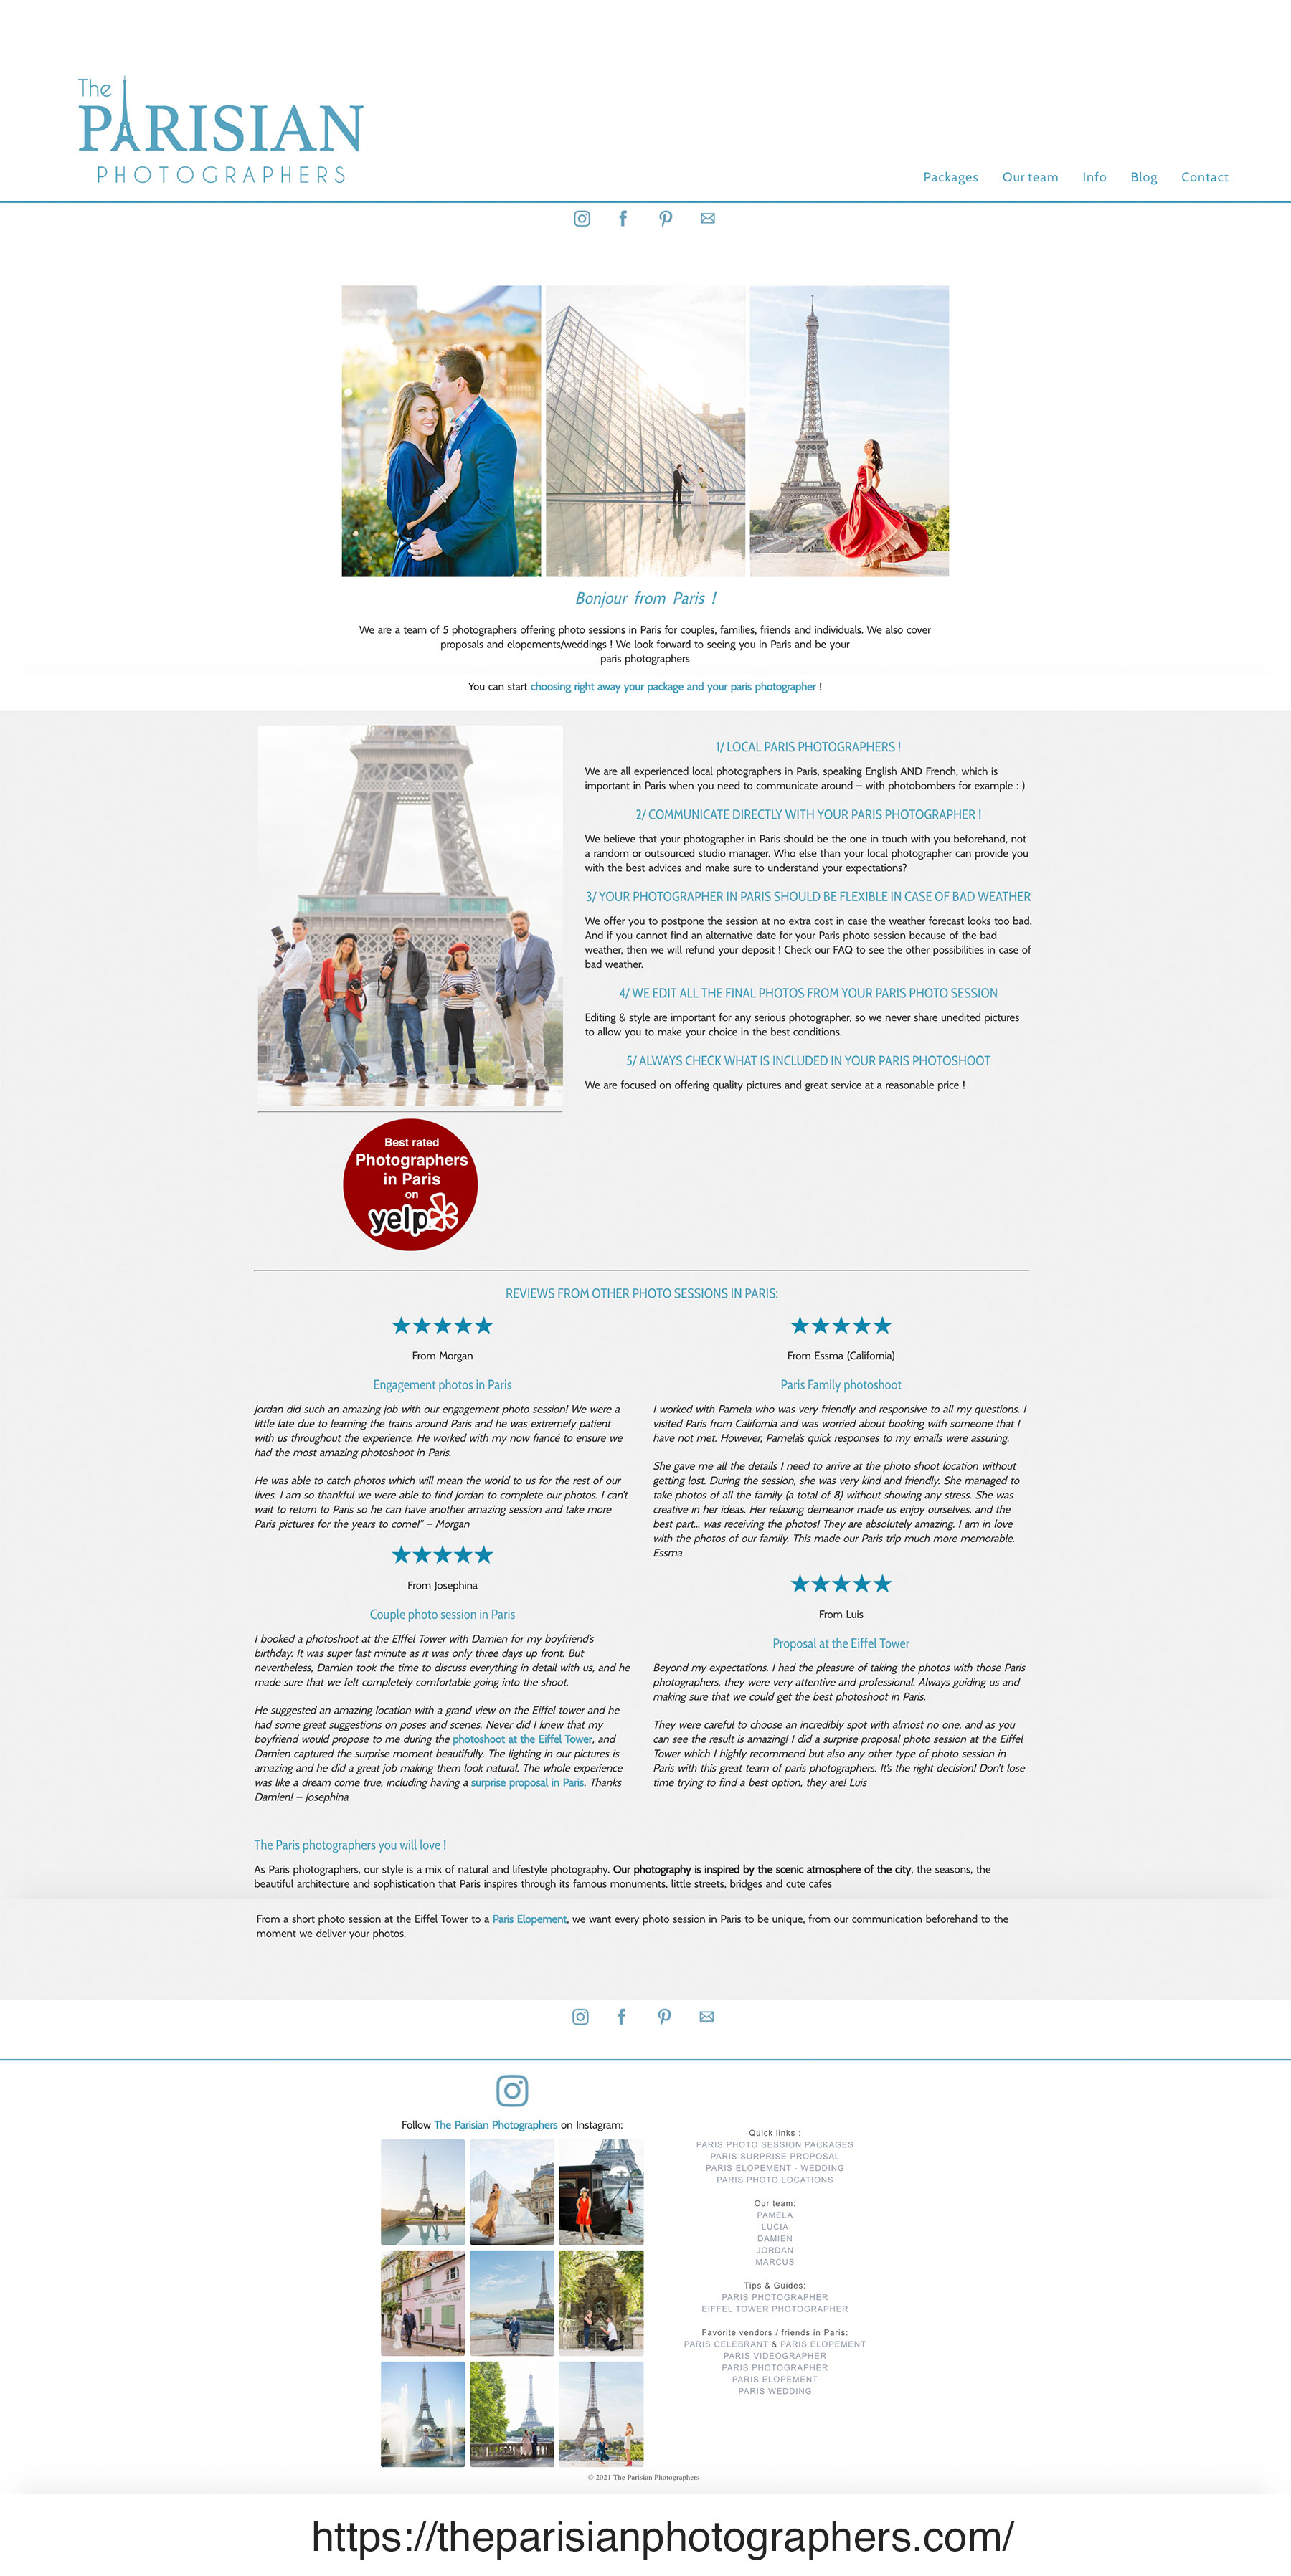 The
PARISIAN
PHOTOGRAPHERS
Packages Our team Info Blog Contact
Bonjour from Paris !
We are a team of 5 photographers offering photo sessions in Paris for couples, families, friends and individuals. We also cover
proposals and elopements/weddings ! We look forward to seeing you in Paris and be your
paris photographers
You can start choosing right away your package and your paris photographer !
1/ LOCAL PARIS PHOTOGRAPHERS !
We are all experienced local photographers in Paris, speaking English AND French, which is
important in Paris when you need to communicate around – with photobombers for example : )
2/ COMMUNICATE DIRECTLY WITH YOUR PARIS PHOTOGRAPHER !
We believe that your photographer in Paris should be the one in touch with you beforehand, not
a random or outsourced studio manager. Who else than your local photographer can provide you
with the best advices and make sure to understand your expectations?
3/ YOUR PHOTOGRAPHER IN PARIS SHOULD BE FLEXIBLE IN CASE OF BAD WEATHER
We offer you to postpone the session at no extra cost in case the weather forecast looks too bad.
And if you cannot find an alternative date for your Paris photo session because of the bad
weather, then we will refund your deposit ! Check our FAQ to see the other possibilities in case of
bad weather.
4/ WE EDIT ALL THE FINAL PHOTOS FROM YOUR PARIS PHOTO SESSION
Editing & style are important for any serious photographer, so we never share unedited pictures
to allow you to make your choice in the best conditions.
5/ ALWAYS CHECK WHAT IS INCLUDED IN YOUR PARIS PHOTOSHOOT
We are focused on offering quality pictures and great service at a reasonable price !
Best rated
Photographers
in Paris
on
yelp
REVIEWS FROM OTHER PHOTO SESSIONS IN PARIS:
From Morgan
Engagement photos in Paris
Jordan did such an amazing job with our engagement photo session! We were a
little late due to learning the trains around Paris and he was extremely patient
with us throughout the experience. He worked with my now fiancé to ensure we
had the most amazing photoshoot in Paris.
He was able to catch photos which will mean the world to us for the rest of our
lives. I am so thankful we were able to find Jordan to complete our photos. I can't
wait to return to Paris so he can have another amazing session and take more
Paris pictures for the years to come!" – Morgan
From Josephina
Couple photo session in Paris
I booked a photoshoot at the EIffel Tower with Damien for my boyfriend's
birthday. It was super last minute as it was only three days up front. But
nevertheless, Damien took the time to discuss everything in detail with us, and he
made sure that we felt completely comfortable going into the shoot.
He suggested an amazing location with a grand view on the Eiffel tower and he
had some great suggestions on poses and scenes. Never did I knew that my
boyfriend would propose to me during the photoshoot at the Eiffel Tower, and
Damien captured the surprise moment beautifully. The lighting in our pictures is
amazing and he did a great job making them look natural. The whole experience
was like a dream come true, including having a surprise proposal in Paris. Thanks
Damien! – Josephina
From Essma (California)
Paris Family photoshoot
I worked with Pamela who was very friendly and responsive to all my questions. I
visited Paris from California and was worried about booking with someone that I
have not met. However, Pamela's quick responses to my emails were assuring.
She gave me all the details I need to arrive at the photo shoot location without
getting lost. During the session, she was very kind and friendly. She managed to
take photos of all the family (a total of 8) without showing any stress. She was
creative in her ideas. Her relaxing demeanor made us enjoy ourselves. and the
best part... was receiving the photos! They are absolutely amazing. I am in love
with the photos of our family. This made our Paris trip much more memorable.
Essma
From Luis
Proposal at the Eiffel Tower
Beyond my expectations. I had the pleasure of taking the photos with those Paris
photographers, they were very attentive and professional. Always guiding us and
making sure that we could get the best photoshoot in Paris.
They were careful to choose an incredibly spot with almost no one, and as you
can see the result is amazing! I did a surprise proposal photo session at the Eiffel
Tower which I highly recommend but also any other type of photo session in
Paris with this great team of paris photographers. It's the right decision! Don't lose
time trying to find a best option, they are! Luis
The Paris photographers you will love !
As Paris photographers, our style is a mix of natural and lifestyle photography. Our photography is inspired by the scenic atmosphere of the city, the seasons, the
beautiful architecture and sophistication that Paris inspires through its famous monuments, little streets, bridges and cute cafes
From a short photo session at the Eiffel Tower to a Paris Elopement, we want every photo session in Paris to be unique, from our communication beforehand to the
moment we deliver your photos.
Follow The Parisian Photographers on Instagram:
Quick links :
PARIS PHOTO SESSION PACKAGES
PARIS SURPRISE PROPOSAL
PARIS ELOPEMENT - WEDDING
PARIS PHOTO LOCATIONS
Our team:
PAMELA
LUCIA
DAMIEN
JORDAN
MARCUS
Tips & Guides:
PARIS PHOTOGRAPHER
EIFFEL TOWER PHOTOGRAPHER
Favorite vendors / friends in Paris:
PARIS CELEBRANT & PARIS ELOPEMENT
PARIS VIDEOGRAPHER
PARIS PHOTOGRAPHER
PARIS ELOPEMENT
PARIS WEDDING
© 2021 The Parisian Photographers
https://theparisianphotographers.com/